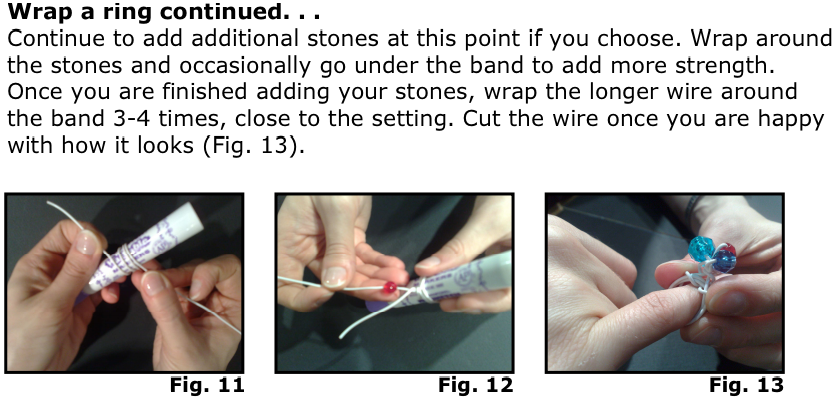 Wrap a ring continued. . .
Continue to add additional stones at this point if you choose. Wrap around
the stones and occasionally go under the band to add more strength.
Once you are finished adding your stones, wrap the longer wire around
the band 3-4 times, close to the setting. Cut the wire once you are happy
with how it looks (Fig. 13).
Fig. 11
Fig. 12
Fig. 13